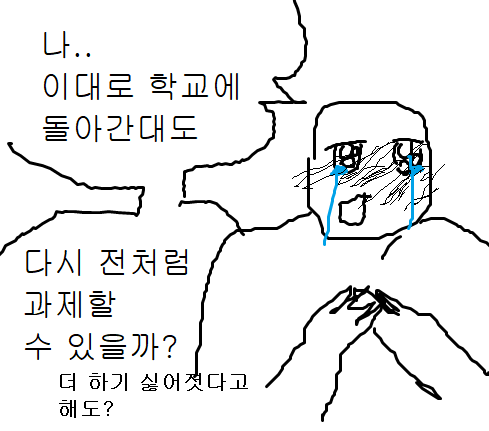 나..
이대로 학교에
돌아간대도
다시 전처럼
과제할
수 있을까?
더 하기 싫어젓다고
해도?